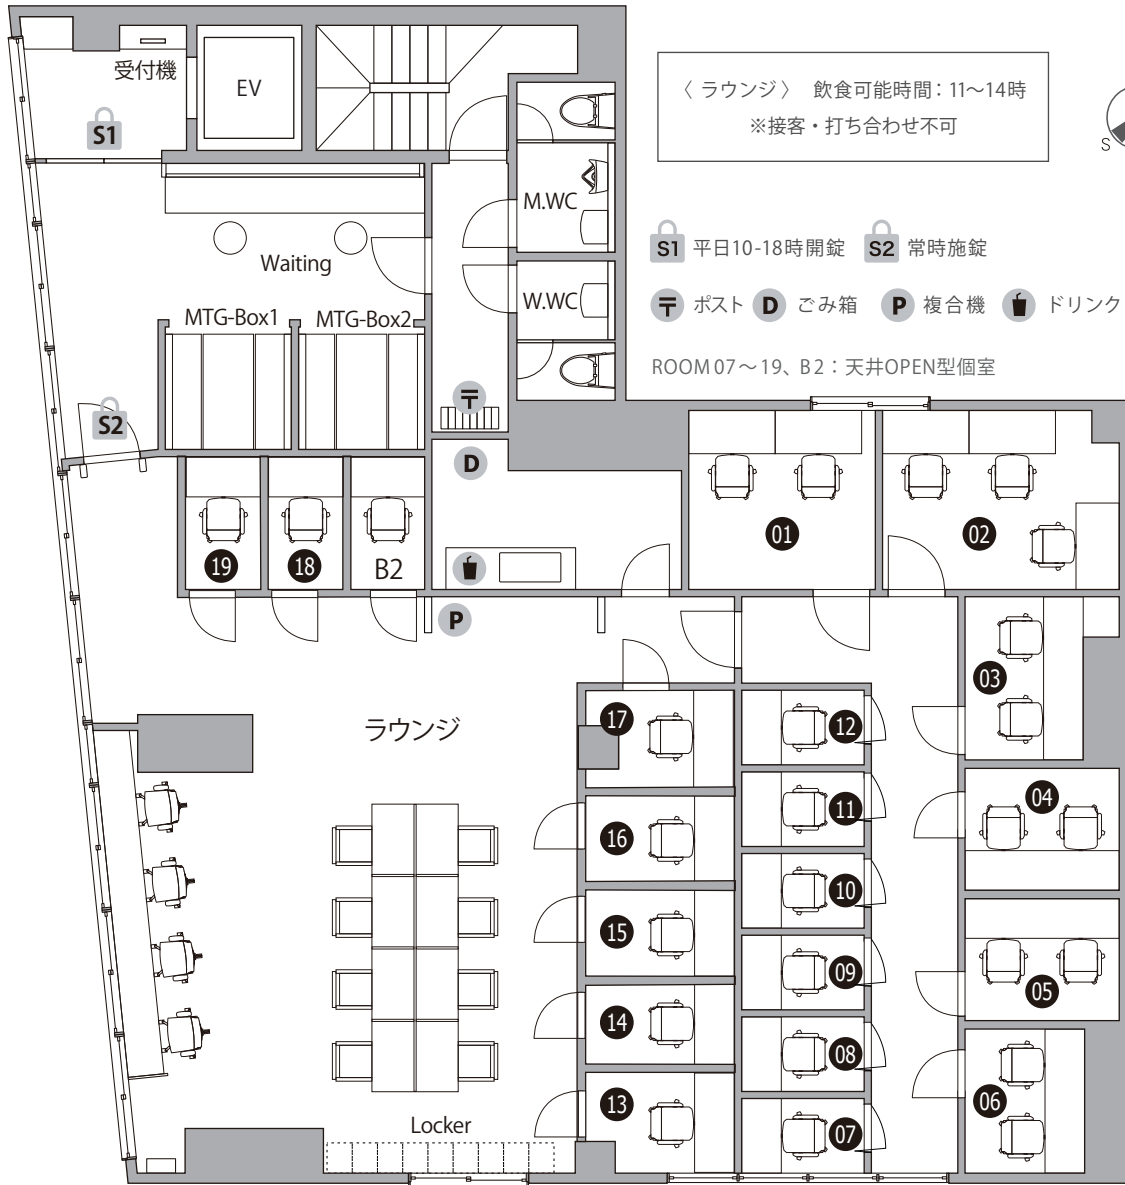 受付機
EV
〈 ラウンジ 〉 飲食可能時間：11〜14時
※接客・打ち合わせ不可
S
S1
M.WC
S1 平日10-18時開錠 S2 常時施錠
Waiting
W.WC
〒 ポスト D ごみ箱 P 複合機 ドリンク
MTG-Box1 MTG-Box2
ROOM 07〜19、B2：天井OPEN型個室
〒
S2
D
01 02
19 18 B2
P
03
17 12
ラウンジ
04
11
16
10
15
09
05
14
08
13
06
07
Locker